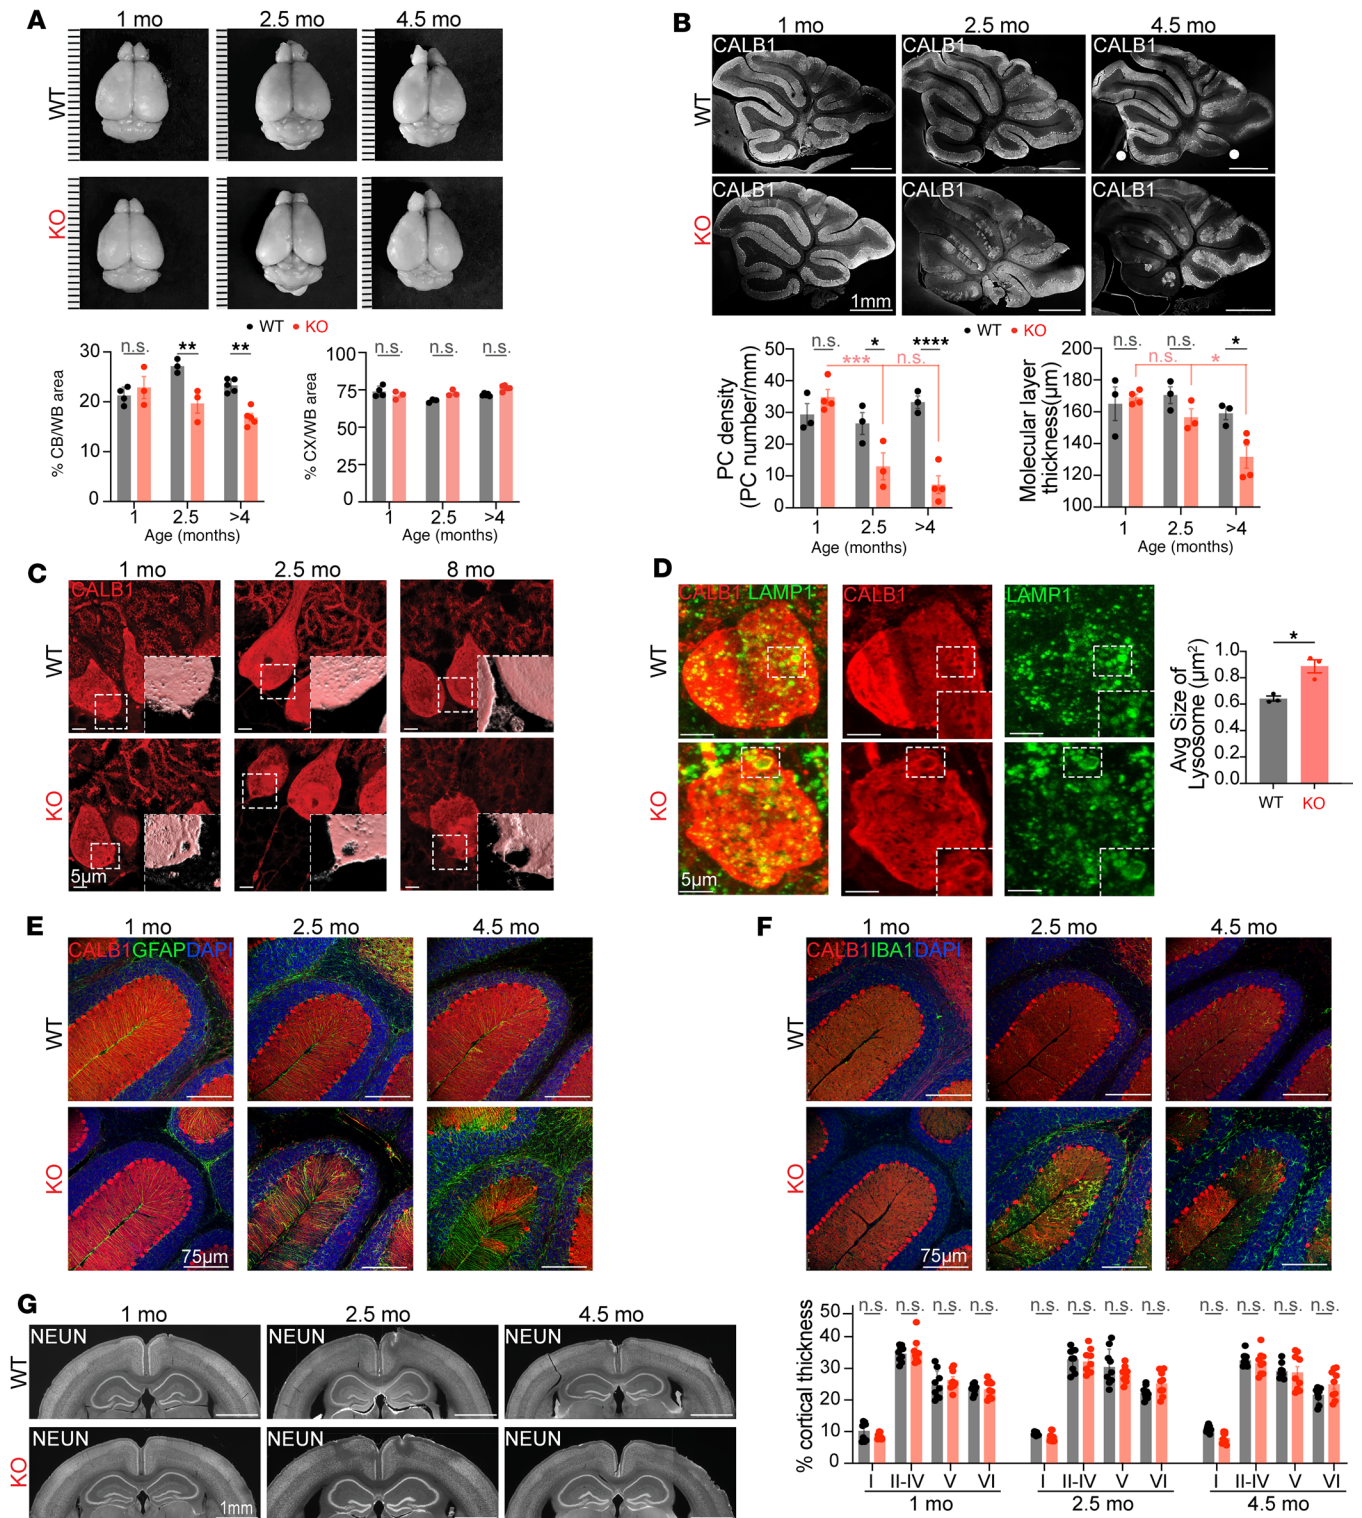 A
1 mo 2.5 mo 4.5 mo
WT
KO
WT KO
% CB/WB area
30
20
10
0
n.s. ** **
1 2.5 >4
Age (months)
% CX/WB area
100
75
50
25
0
n.s. n.s. n.s.
1 2.5 >4
Age (months)
B
1 mo 2.5 mo 4.5 mo
WT
CALB1 CALB1 CALB1
KO
CALB1 CALB1 CALB1
1mm
WT KO
PC density
(PC number/mm)
50
40
30
20
10
0
n.s. * ****
*** n.s.
1 2.5 >4
Age (months)
Molecular layer
thickness(µm)
200
180
160
140
120
100
n.s. n.s. *
n.s. *
1 2.5 >4
Age (months)
C
1 mo 2.5 mo 8 mo
WT
CALB1
KO
5µm
D
WT
CALB1 LAMP1 CALB1 LAMP1
KO
5µm
Avg Size of
Lysosome (µm²)
1.0
0.8
0.6
0.4
0.2
0.0
*
WT KO
E
1 mo 2.5 mo 4.5 mo
CALB1GFAPDAPI
WT
KO
75µm
F
1 mo 2.5 mo 4.5 mo
CALB1IBA1DAPI
WT
KO
75µm
G
1 mo 2.5 mo 4.5 mo
WT
NEUN NEUN NEUN
KO
NEUN NEUN NEUN
1mm
% cortical thickness
50
40
30
20
10
0
n.s. n.s. n.s. n.s. n.s. n.s. n.s. n.s. n.s. n.s. n.s. n.s.
I II-IV V VI I II-IV V VI I II-IV V VI
1 mo 2.5 mo 4.5 mo